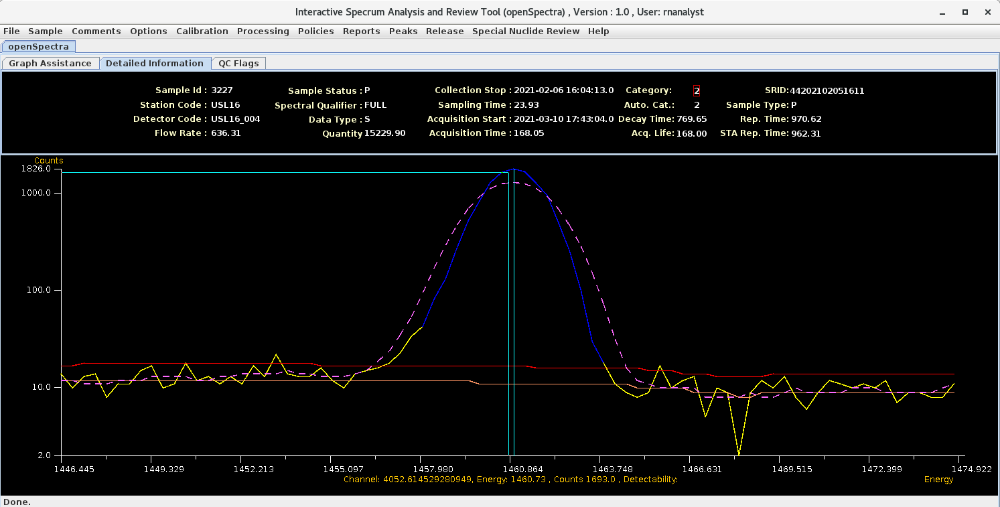 Interactive Specrum Analysis and Review Tool (openSpectra) , Version : 1.0 , User: rnanalyst
File Sample Comments Options Calibration Processing Policies Reports Peaks Release Special Nuclide Review Help
openSpectra
Graph Assistance Detailed Information QC Flags
Sample Id : 3227 Sample Status : P Collection Stop : 2021-02-06 16:04:13.0 Category: 2 SRID: 44202102051611
Station Code : USL16 Spectral Qualifier : FULL Sampling Time : 23.93 Auto. Cat.: 2 Sample Type: P
Detector Code : USL16_004 Data Type : S Acquisition Start : 2021-03-10 17:43:04.0 Decay Time: 769.65 Rep. Time: 970.62
Flow Rate : 636.31 Quantity 15229.90 Acquisition Time : 168.05 Acq. Life: 168.00 STA Rep. Time: 962.31
Counts
1826.0
1000.0
100.0
10.0
2.0
1446.445 1449.329 1452.213 1455.097 1457.980 1460.864 1463.748 1466.631 1469.515 1472.399 1474.922
Channel: 4052.614529280949, Energy: 1460.73 , Counts 1693.0 , Detectability: Energy
Done.